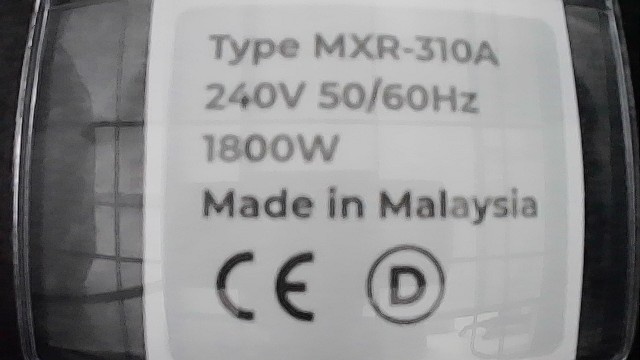 Type MXR-310A
240V 50/60Hz
1800W
Made in Malaysia
CE D